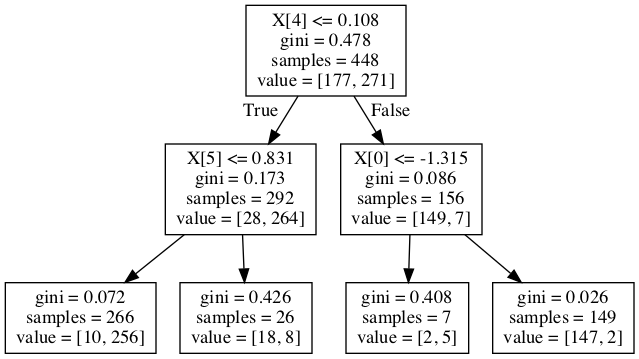 X[4] <= 0.108
gini = 0.478
samples = 448
value = [177, 271]
True
False
X[5] <= 0.831
gini = 0.173
samples = 292
value = [28, 264]
X[0] <= -1.315
gini = 0.086
samples = 156
value = [149, 7]
gini = 0.072
samples = 266
value = [10, 256]
gini = 0.426
samples = 26
value = [18, 8]
gini = 0.408
samples = 7
value = [2, 5]
gini = 0.026
samples = 149
value = [147, 2]